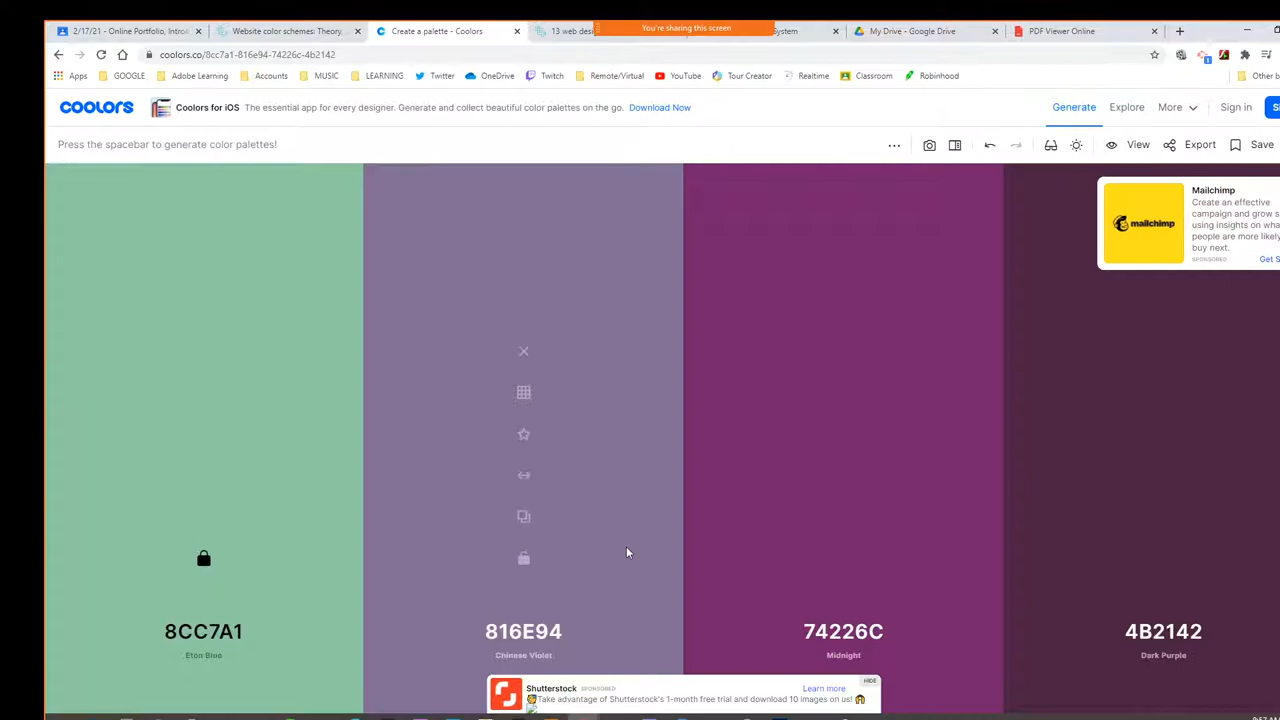 2/17/21 - Online Portfolio, Intro
Website color schemes: Theory,
Create a palette - Coolors
13 web desi
You're sharing this screen
System
My Drive - Google Drive
PDF Viewer Online
coolors.co/8cc7a1-816e94-74226c-4b2142
Apps
GOOGLE
Adobe Learning
Accounts
MUSIC
LEARNING
Twitter
OneDrive
Twitch
Remote/Virtual
YouTube
Tour Creator
Realtime
Classroom
Robinhood
Other b
COOLORS
Coolors for iOS
The essential app for every designer. Generate and collect beautiful color palettes on the go.
Download Now
Generate
Explore
More
Sign in
Press the spacebar to generate color palettes!
View
Export
Save
mailchimp
Mailchimp
Create an effective
campaign and grow s
using insights on wha
people are more likely
buy next.
SPONSORED
Get S
8CC7A1
Eton Blue
816E94
Chinese Violet
74226C
Midnight
4B2142
Dark Purple
Shutterstock SPONSORED
Learn more
HIDE
Take advantage of Shutterstock's 1-month free trial and download 10 images on us!